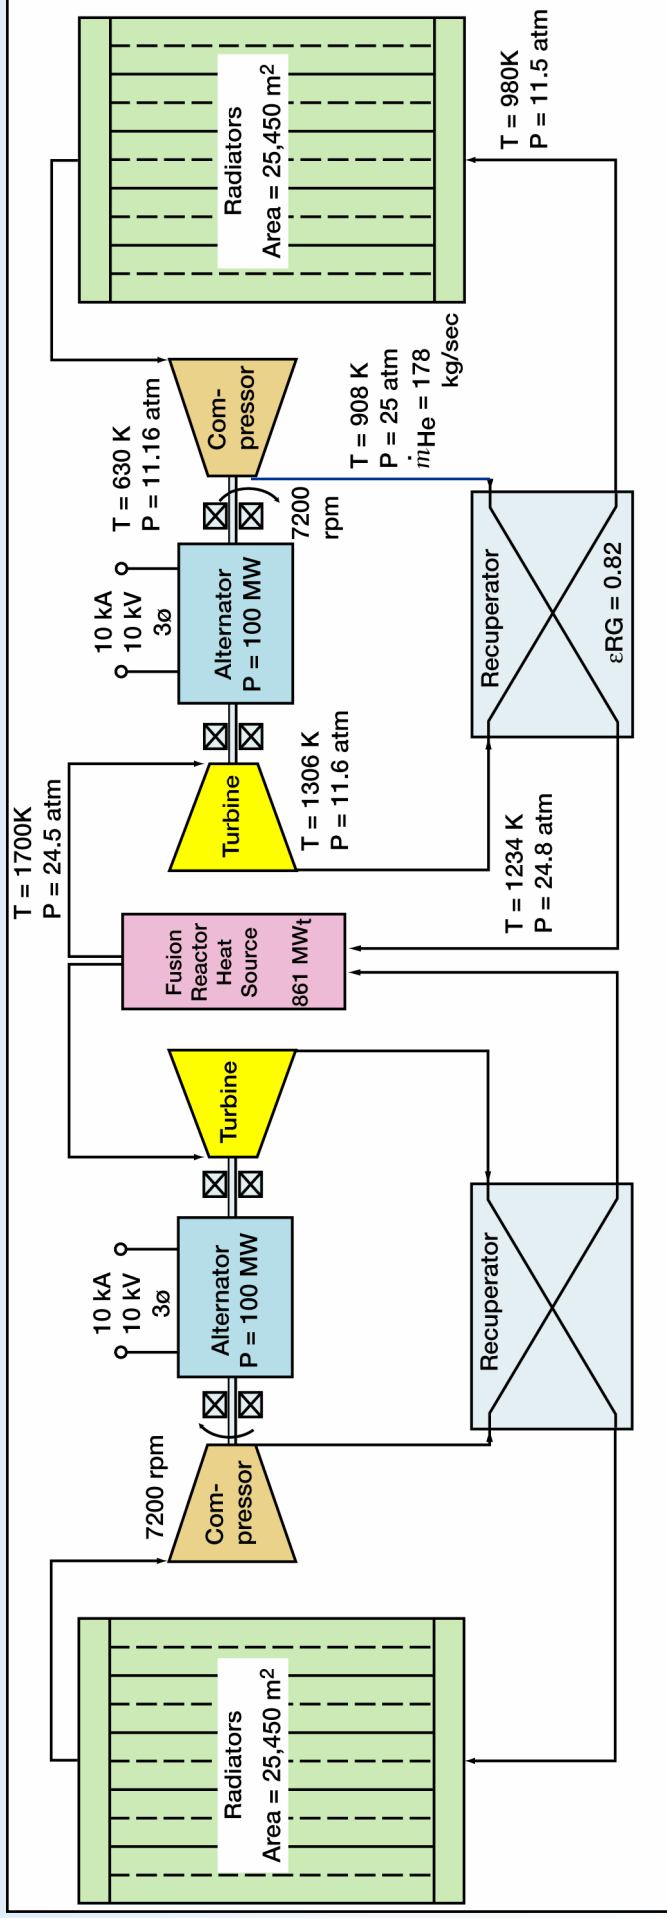 Radiators
Area = 25,450 m²
7200 rpm
Com-
pressor
10 kA
10 kV
3ø
Alternator
P = 100 MW
Turbine
Recuperator
Fusion
Reactor
Heat
Source
861 MWt
T = 1700K
P = 24.5 atm
Turbine
T = 1306 K
P = 11.6 atm
T = 1234 K
P = 24.8 atm
10 kA
10 kV
3ø
Alternator
P = 100 MW
T = 630 K
P = 11.16 atm
7200
rpm
Com-
pressor
T = 908 K
P = 25 atm
ṁHe = 178
kg/sec
Recuperator
εRG = 0.82
Radiators
Area = 25,450 m²
T = 980K
P = 11.5 atm